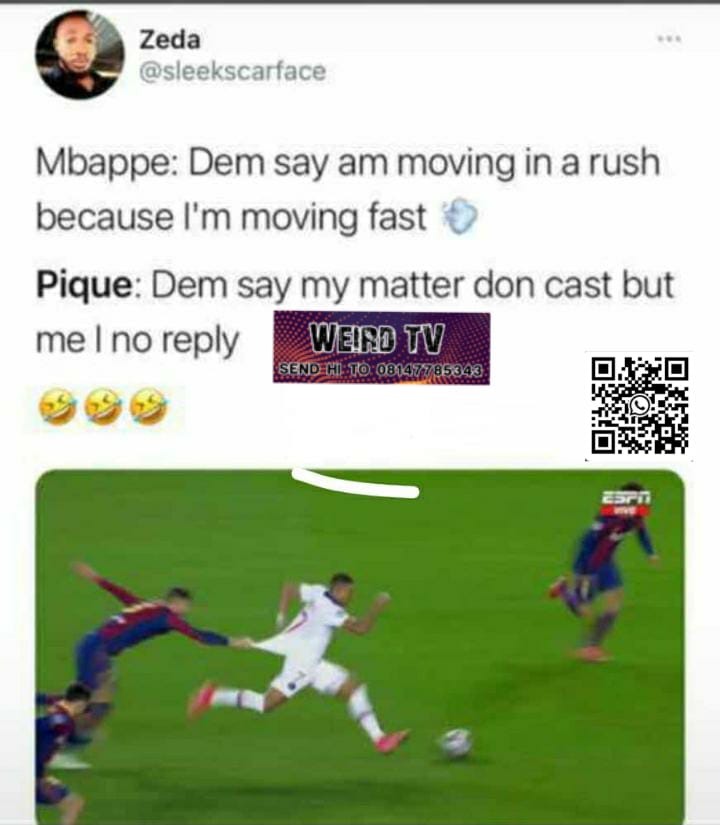 Zeda
@sleekscarface
Mbappe: Dem say am moving in a rush
because I'm moving fast 💨
Pique: Dem say my matter don cast but
me I no reply
WEIRD TV
SEND HI TO 08147785343
🤣🤣🤣
ESPN
VIVO